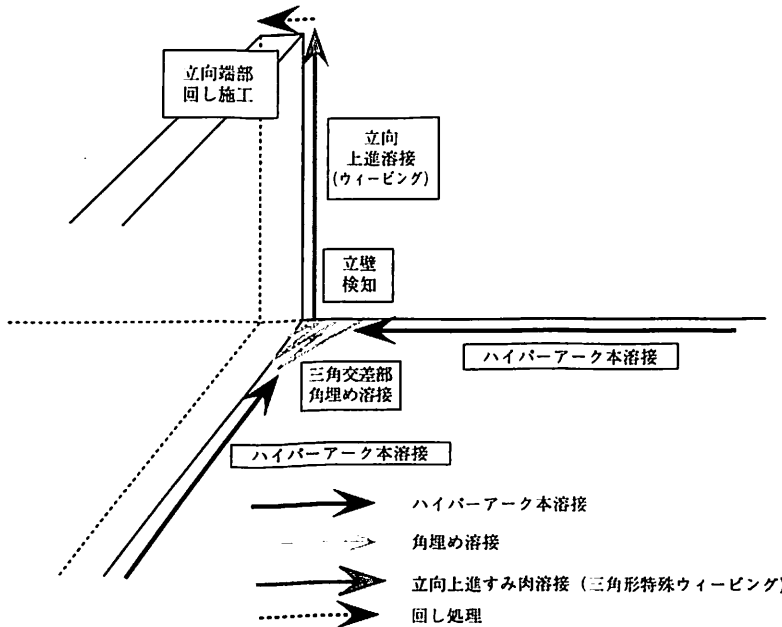 立向端部
回し施工
立向
上進溶接
(ウィービング)
立壁
検知
ハイパーアーク本溶接
三角交差部
角埋め溶接
ハイパーアーク本溶接
ハイパーアーク本溶接
角埋め溶接
立向上進すみ肉溶接（三角形特殊ウィービング）
回し処理